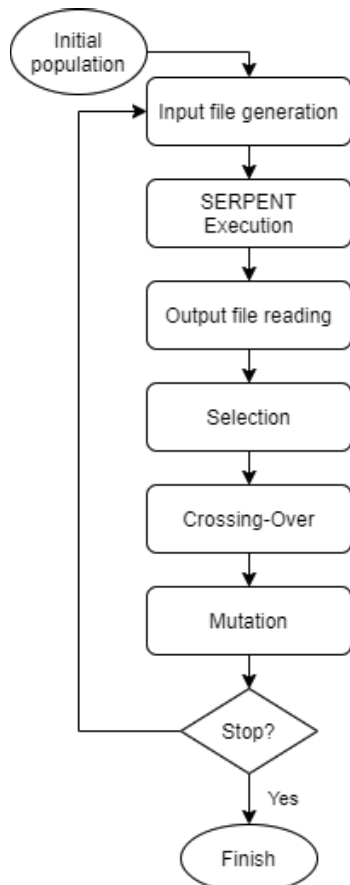 Initial
population
Input file generation
SERPENT
Execution
Output file reading
Selection
Crossing-Over
Mutation
Stop?
Yes
Finish